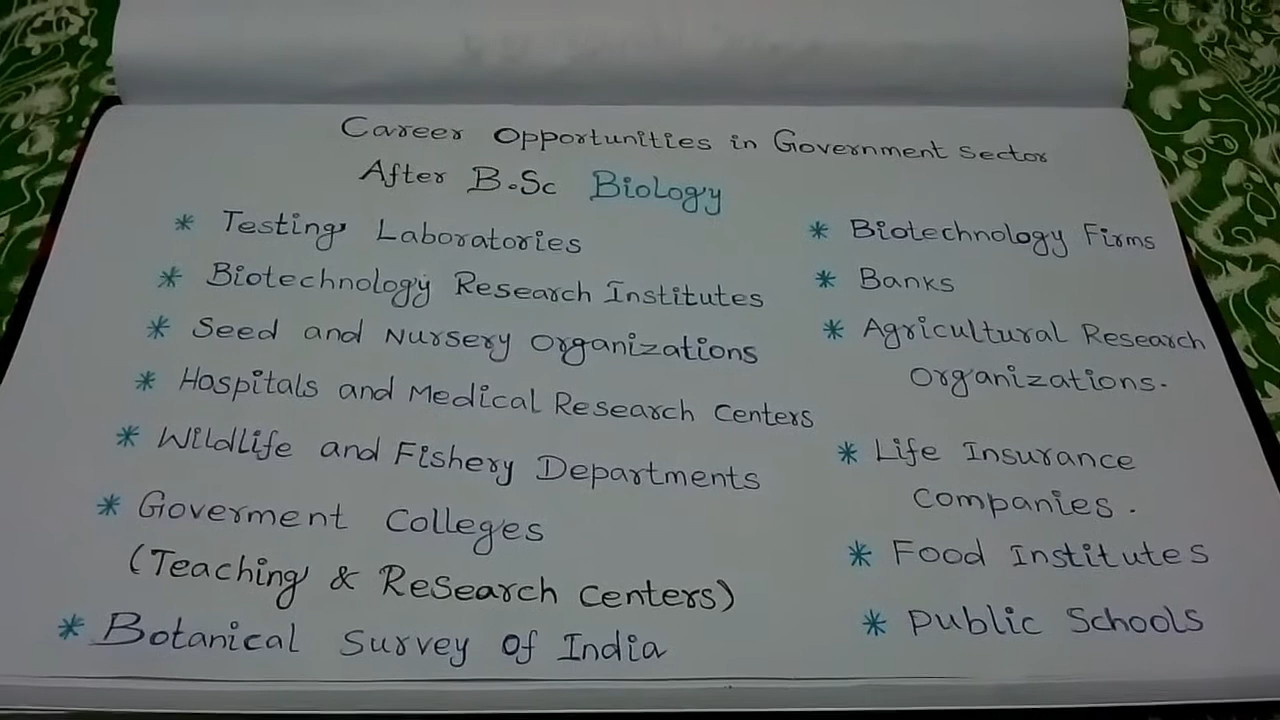 Career Opportunities in Government Sector
After B.Sc Biology
* Testing Laboratories
* Biotechnology Research Institutes
* Seed and Nursery Organizations
* Hospitals and Medical Research Centers
* Wildlife and Fishery Departments
* Goverment Colleges
(Teaching & Research Centers)
* Botanical Survey of India
* Biotechnology Firms
* Banks
* Agricultural Research
Organizations.
* Life Insurance
Companies.
* Food Institutes
* Public Schools